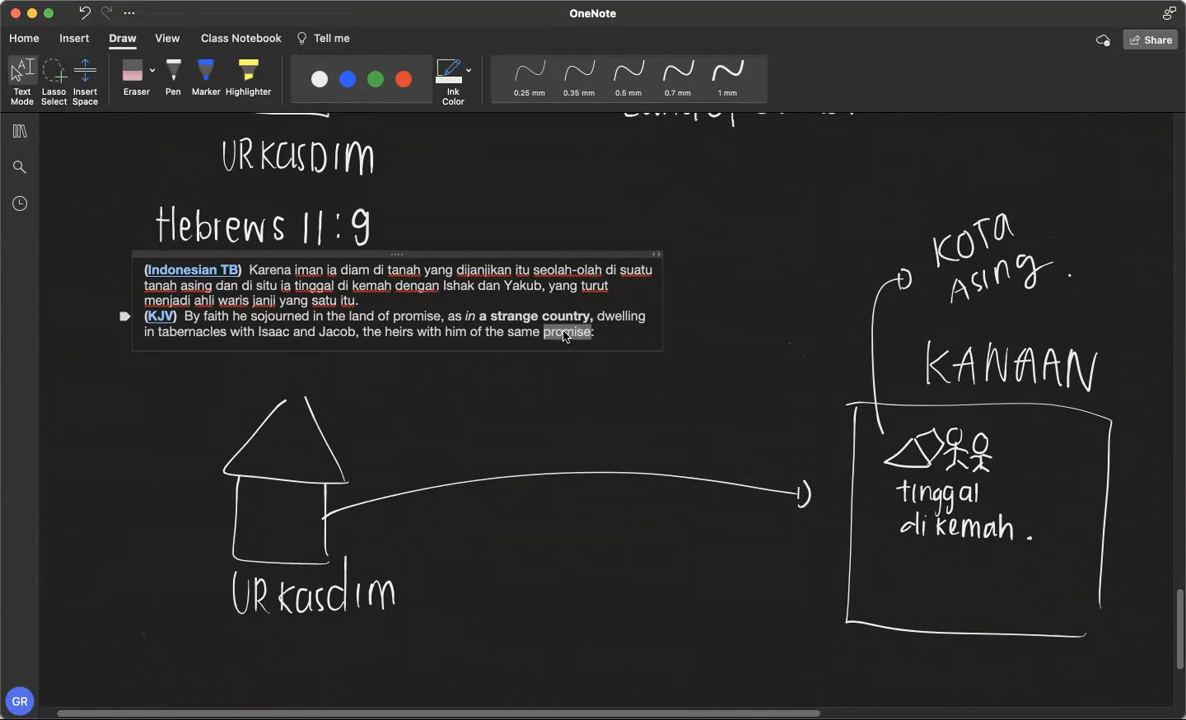 OneNote
Home Insert Draw View Class Notebook Tell me
Share
Text Mode
Lasso Select
Insert Space
Eraser
Pen
Marker
Highlighter
Ink Color
0.25 mm 0.35 mm 0.5 mm 0.7 mm 1 mm
URKASDIM
Hebrews 11:9
(Indonesian TB) Karena iman ia diam di tanah yang dijanjikan itu seolah-olah di suatu
tanah asing dan di situ ia tinggal di kemah dengan Ishak dan Yakub, yang turut
menjadi ahli waris janji yang satu itu.
(KJV) By faith he sojourned in the land of promise, as in a strange country, dwelling
in tabernacles with Isaac and Jacob, the heirs with him of the same promise:
KOTA
ASING.
KANAAN
tinggal
di kemah.
URkasdim
GR